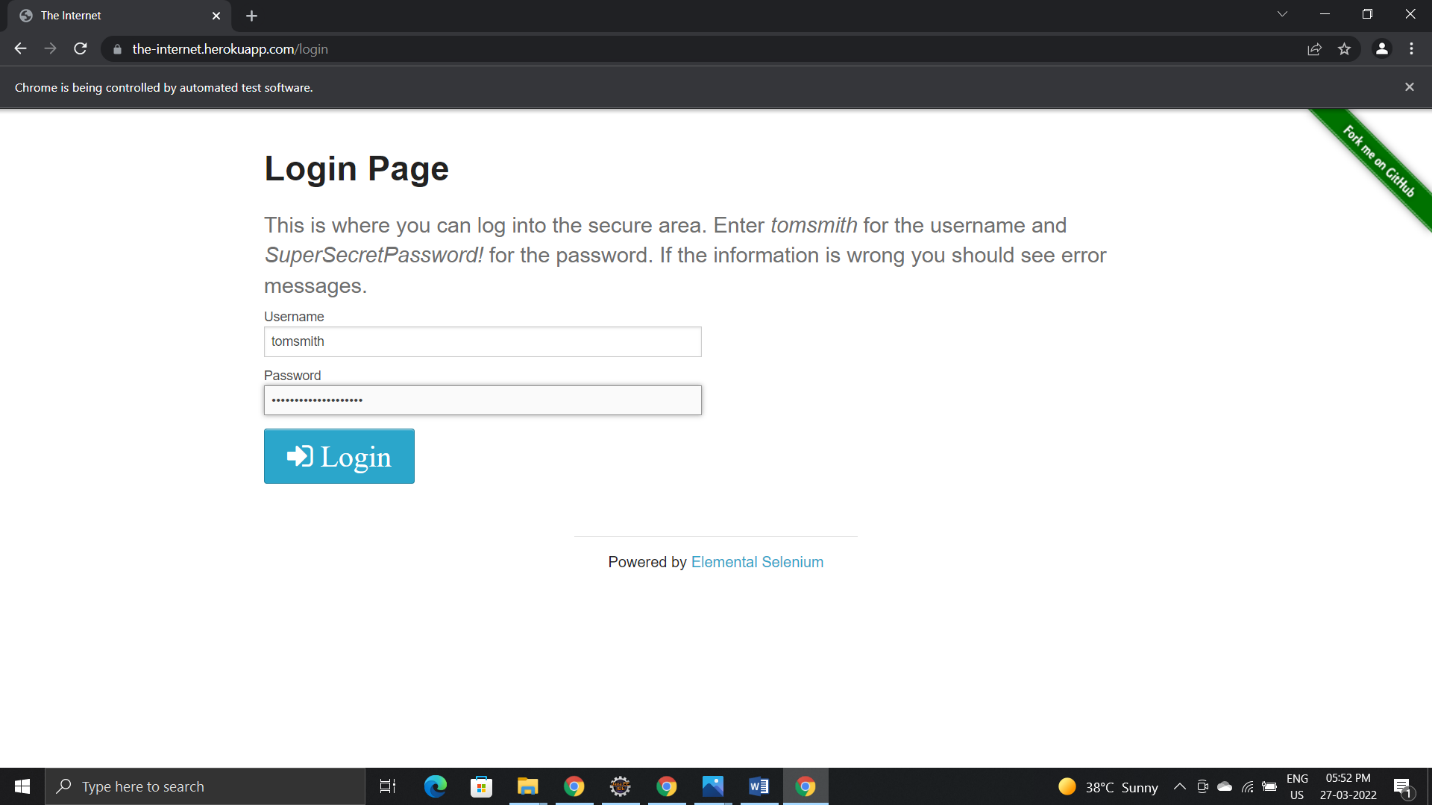 The Internet
the-internet.herokuapp.com/login
Chrome is being controlled by automated test software.
Fork me on GitHub
Login Page
This is where you can log into the secure area. Enter tomsmith for the username and
SuperSecretPassword! for the password. If the information is wrong you should see error
messages.
Username
tomsmith
Password
••••••••••••••••••••
Login
Powered by Elemental Selenium
Type here to search
38°C Sunny
ENG
US
05:52 PM
27-03-2022
1